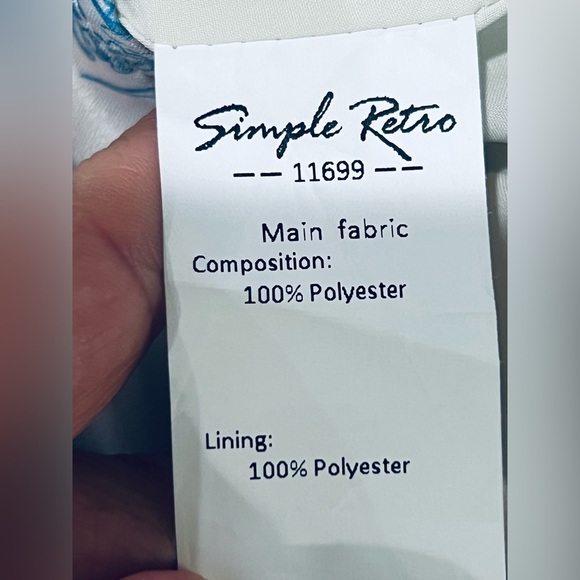 Simple Retro
—— 11699 ——
Main fabric
Composition:
100% Polyester
Lining:
100% Polyester